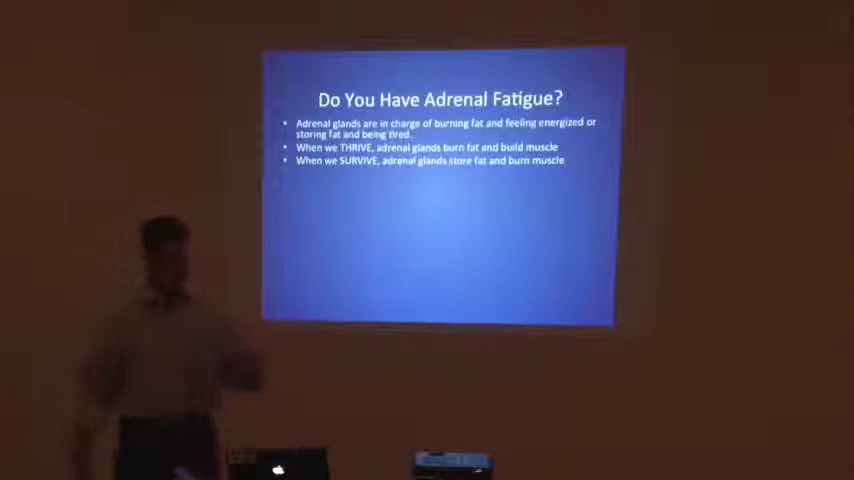 Do You Have Adrenal Fatigue?
• Adrenal glands are in charge of burning fat and feeling energized or
storing fat and being tired.
• When we THRIVE, adrenal glands burn fat and build muscle
• When we SURVIVE, adrenal glands store fat and burn muscle